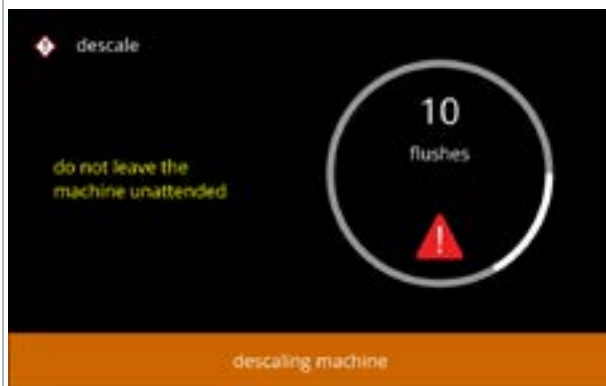 descale
do not leave the
machine unattended
10
flushes
descaling machine